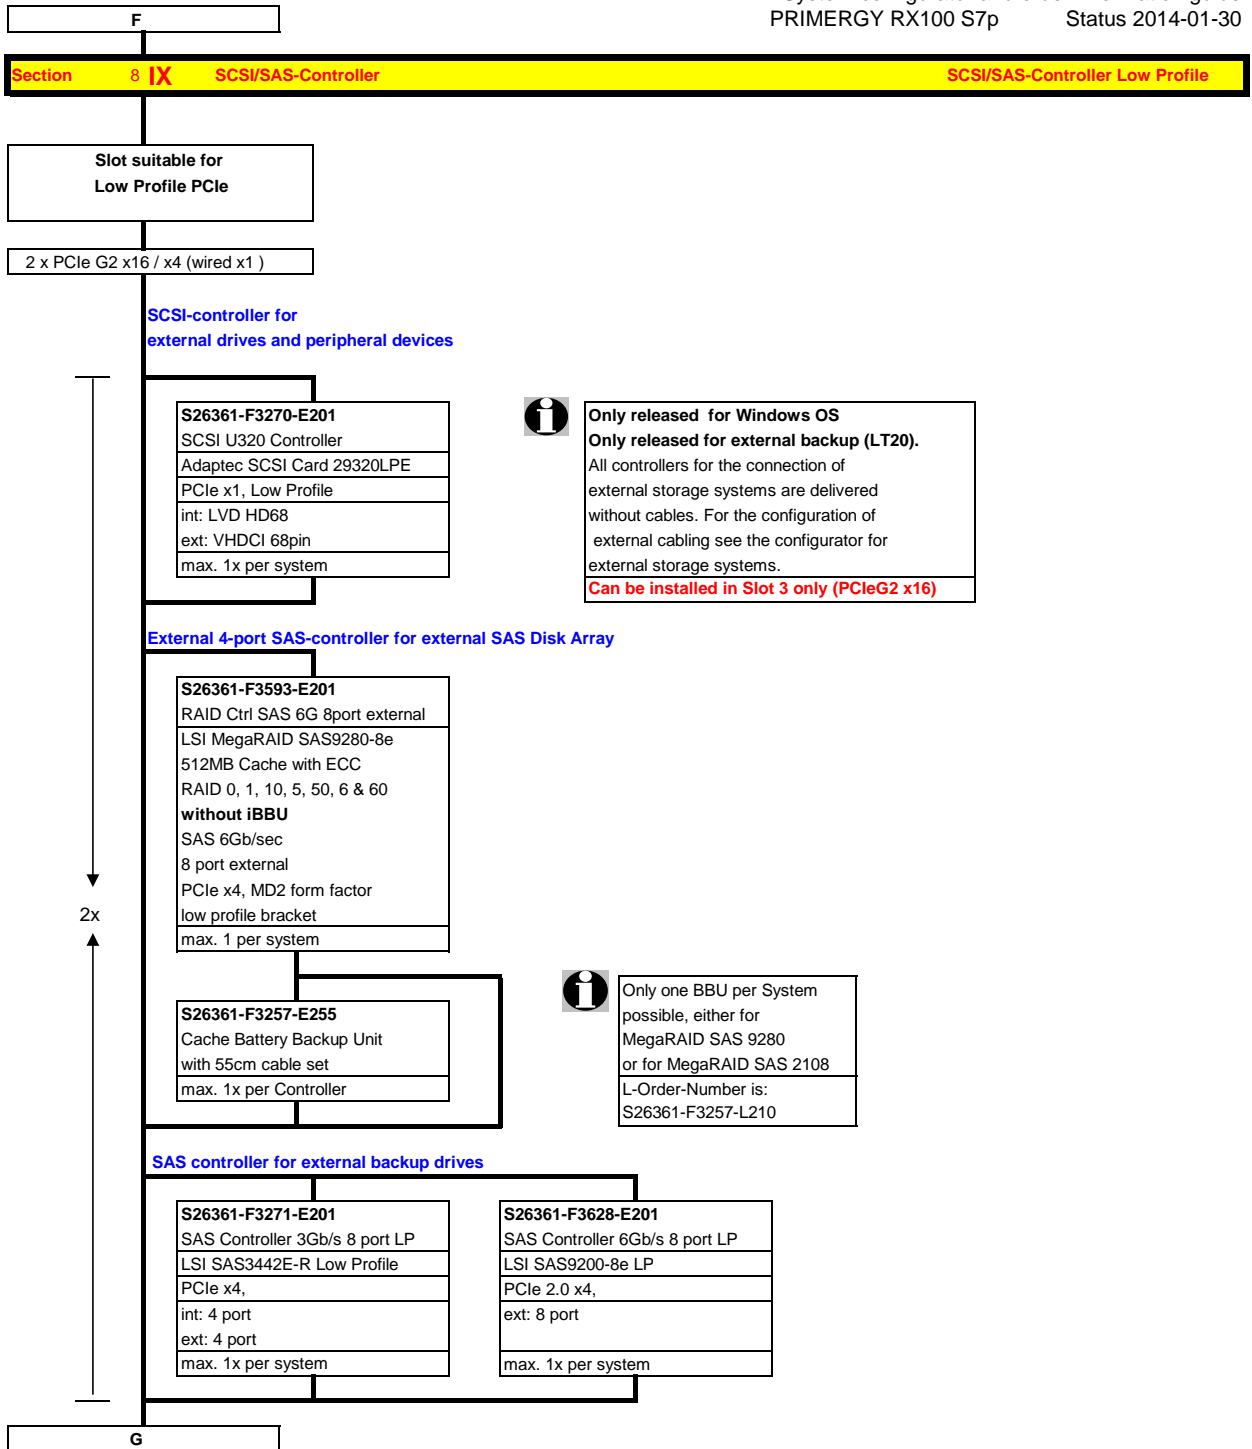 PRIMERGY RX100 S7p Status 2014-01-30
F
Section 8 IX SCSI/SAS-Controller SCSI/SAS-Controller Low Profile
Slot suitable for
Low Profile PCIe
2 x PCIe G2 x16 / x4 (wired x1 )
SCSI-controller for
external drives and peripheral devices
S26361-F3270-E201
SCSI U320 Controller
Adaptec SCSI Card 29320LPE
PCIe x1, Low Profile
int: LVD HD68
ext: VHDCI 68pin
max. 1x per system
Only released for Windows OS
Only released for external backup (LT20).
All controllers for the connection of
external storage systems are delivered
without cables. For the configuration of
external cabling see the configurator for
external storage systems.
Can be installed in Slot 3 only (PCIeG2 x16)
External 4-port SAS-controller for external SAS Disk Array
S26361-F3593-E201
RAID Ctrl SAS 6G 8port external
LSI MegaRAID SAS9280-8e
512MB Cache with ECC
RAID 0, 1, 10, 5, 50, 6 & 60
without iBBU
SAS 6Gb/sec
8 port external
PCIe x4, MD2 form factor
low profile bracket
max. 1 per system
2x
S26361-F3257-E255
Cache Battery Backup Unit
with 55cm cable set
max. 1x per Controller
Only one BBU per System
possible, either for
MegaRAID SAS 9280
or for MegaRAID SAS 2108
L-Order-Number is:
S26361-F3257-L210
SAS controller for external backup drives
S26361-F3271-E201
SAS Controller 3Gb/s 8 port LP
LSI SAS3442E-R Low Profile
PCIe x4,
int: 4 port
ext: 4 port
max. 1x per system
S26361-F3628-E201
SAS Controller 6Gb/s 8 port LP
LSI SAS9200-8e LP
PCIe 2.0 x4,
ext: 8 port
max. 1x per system
G